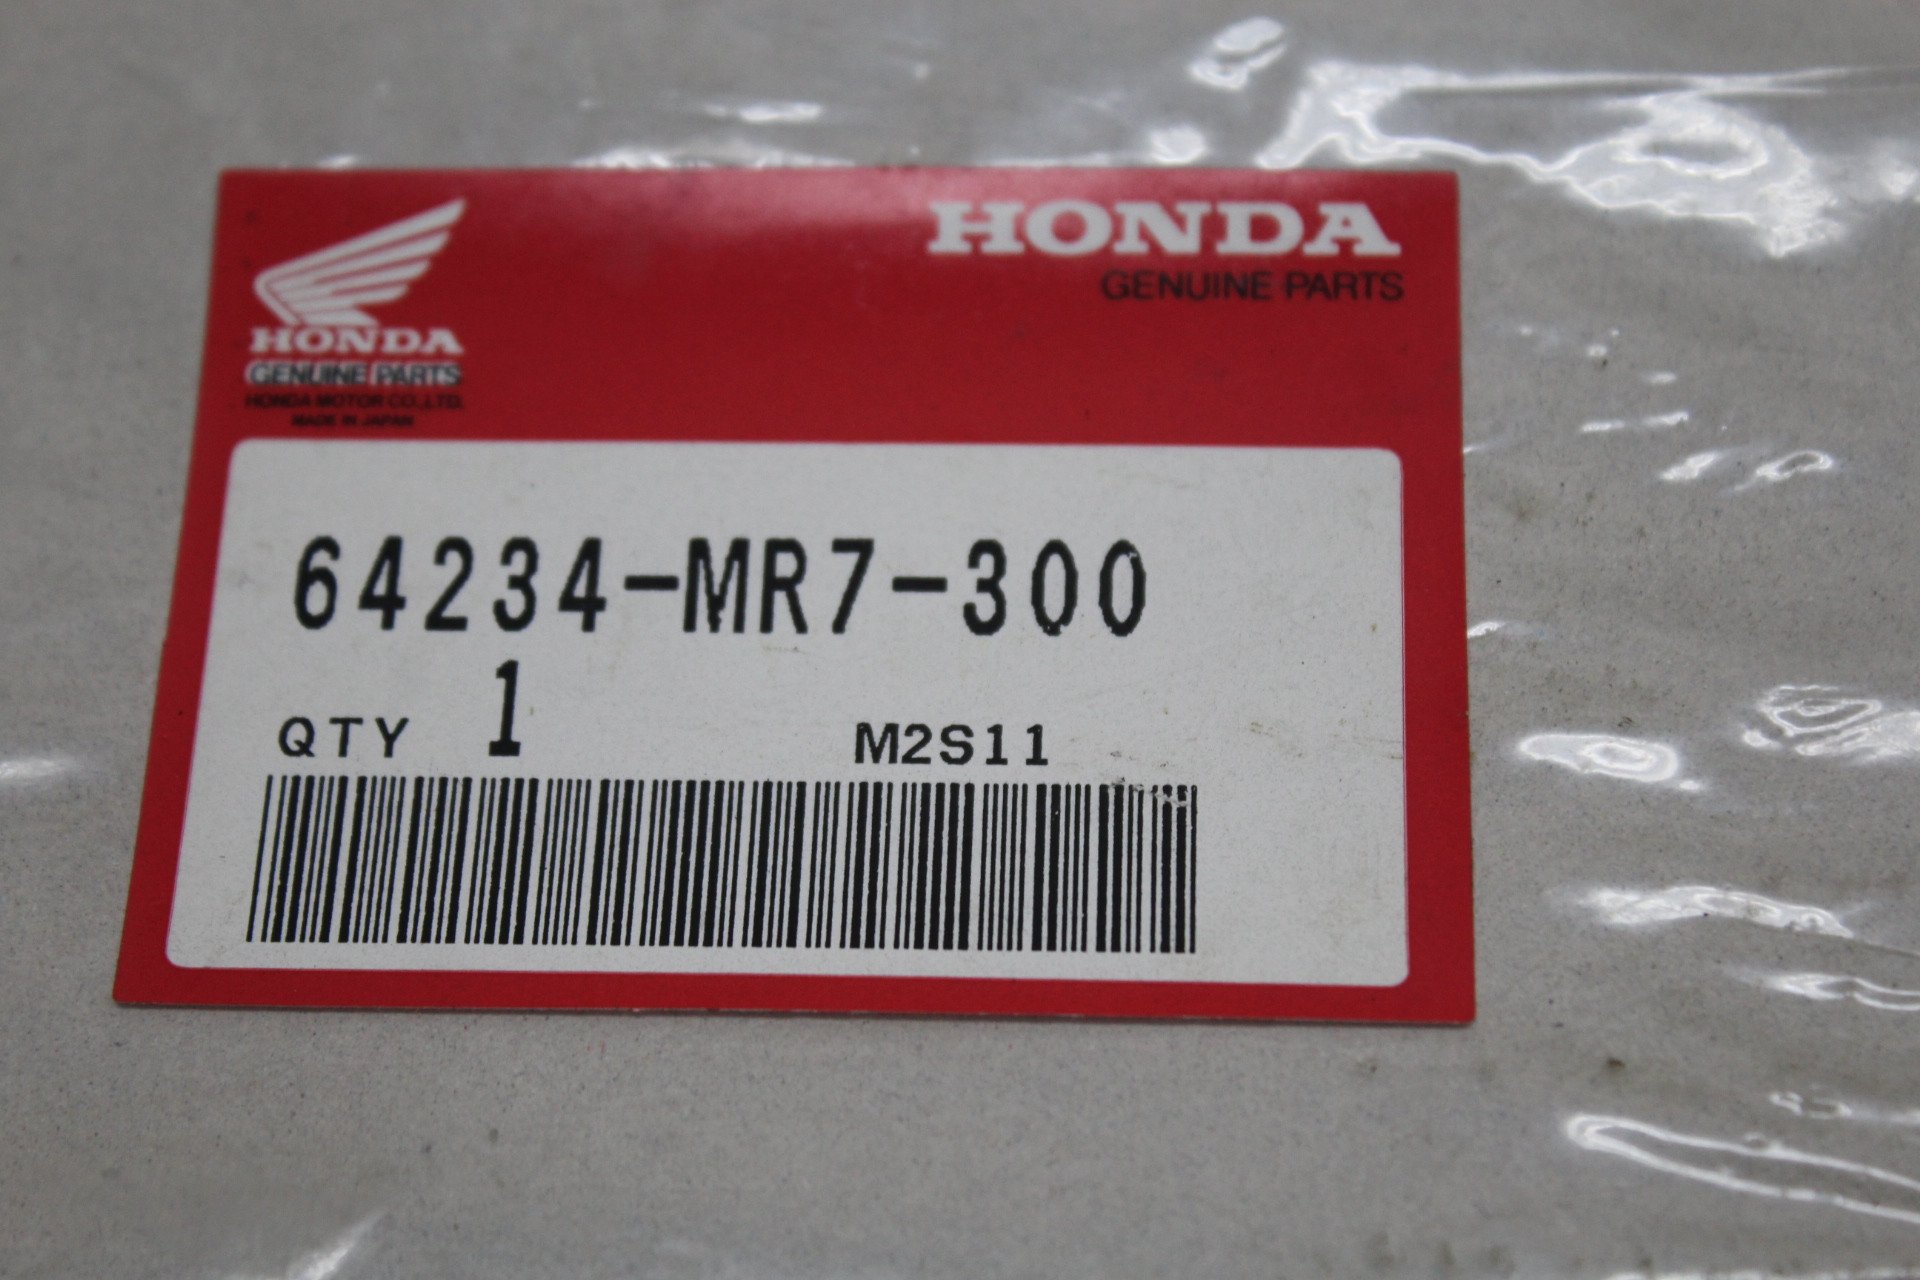 HONDA
GENUINE PARTS
HONDA
GENUINE PARTS
HONDA MOTOR CO.,LTD.
MADE IN JAPAN
64234-MR7-300
QTY 1 M2S11